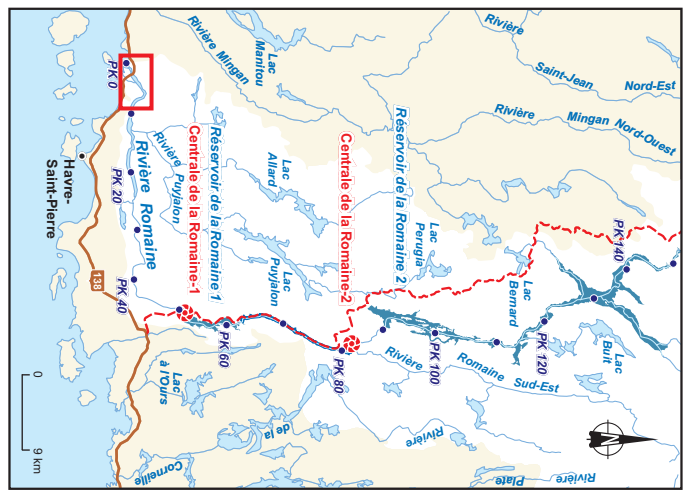 Rivière
Saint-Jean
Nord-Est
Rivière Mingan
Lac
Manitou
Rivière
Mingan Nord-Ouest
PK 0
Rivière Romaine
Rivière
Puyjalon
Centrale de la Romaine-1
Réservoir de la Romaine 1
Lac
Allard
Centrale de la Romaine-2
Réservoir de la Romaine 2
Lac
Perugia
PK 140
Havre-
Saint-Pierre
PK 20
PK 40
Lac
Puyjalon
Lac
Bernard
138
PK 60
PK 80
PK 100
PK 120
Lac
Buit
Rivière
Romaine
Sud-Est
Lac
à l'Ours
0
9 km
Corneille
de la
Rivière
Rivière
Plate
N